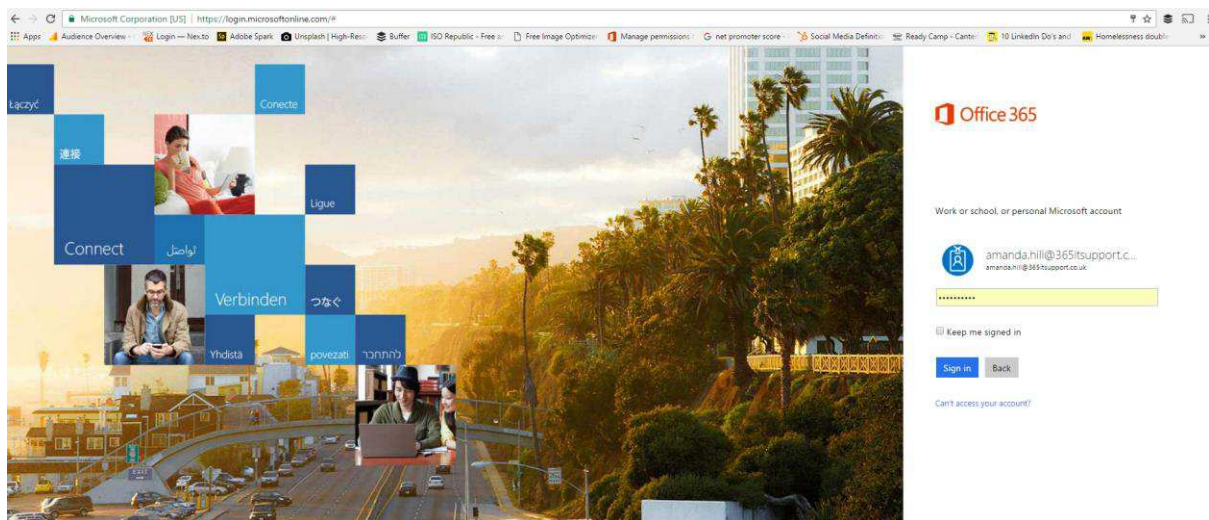 Microsoft Corporation [US] | https://login.microsoftonline.com/#
Apps Audience Overview - Login — Nex.to Adobe Spark Unsplash | High-Reso Buffer ISO Republic - Free a Free Image Optimizer Manage permissions G net promoter score - Social Media Definitio Ready Camp - Canter 10 LinkedIn Do's and Homelessness double »
Łączyć
Conecte
連接
Ligue
Connect
تواصل
Verbinden
つなぐ
Yhdistä
povezati
להתחבר
EXIT
Office 365
Work or school, or personal Microsoft account
amanda.hill@365itsupport.c...
amanda.hill@365itsupport.co.uk
••••••••••
Keep me signed in
Sign in
Back
Can't access your account?